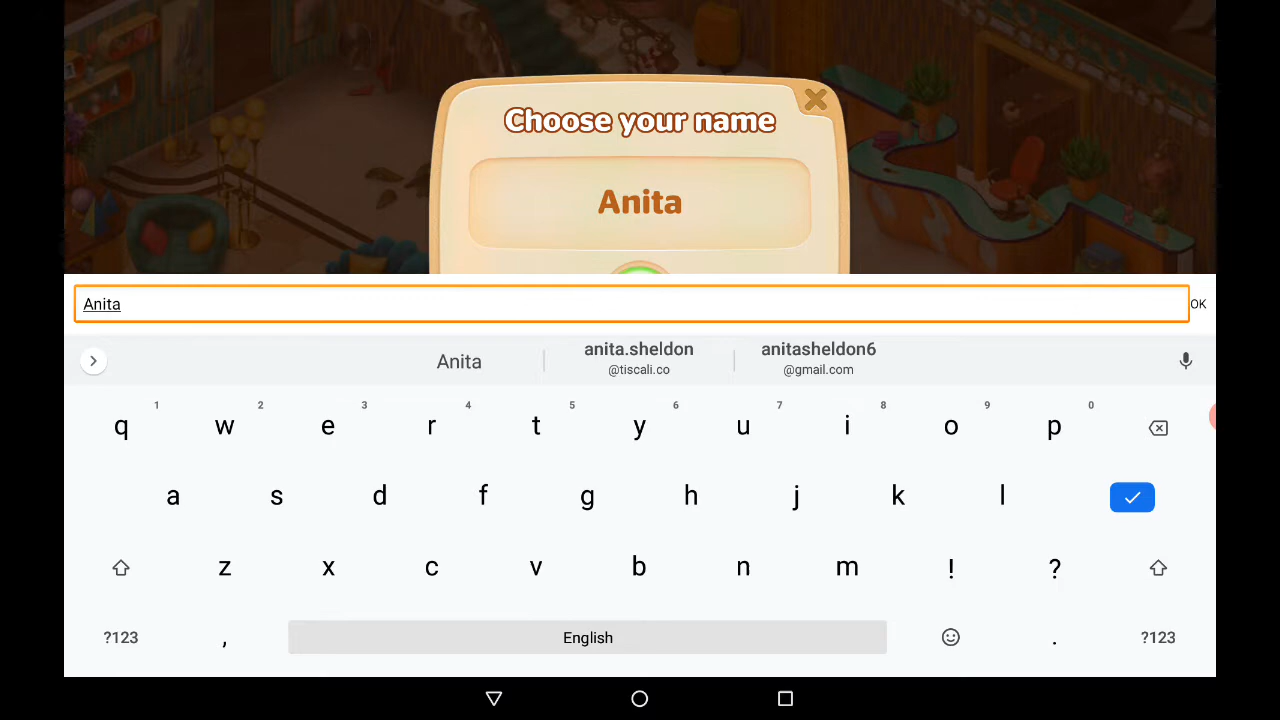 Choose your name
Anita
Anita
OK
Anita
anita.sheldon
@tiscali.co
anitasheldon6
@gmail.com
1 2 3 4 5 6 7 8 9 0
q w e r t y u i o p
a s d f g h j k l
z x c v b n m ! ?
?123 , English . ?123